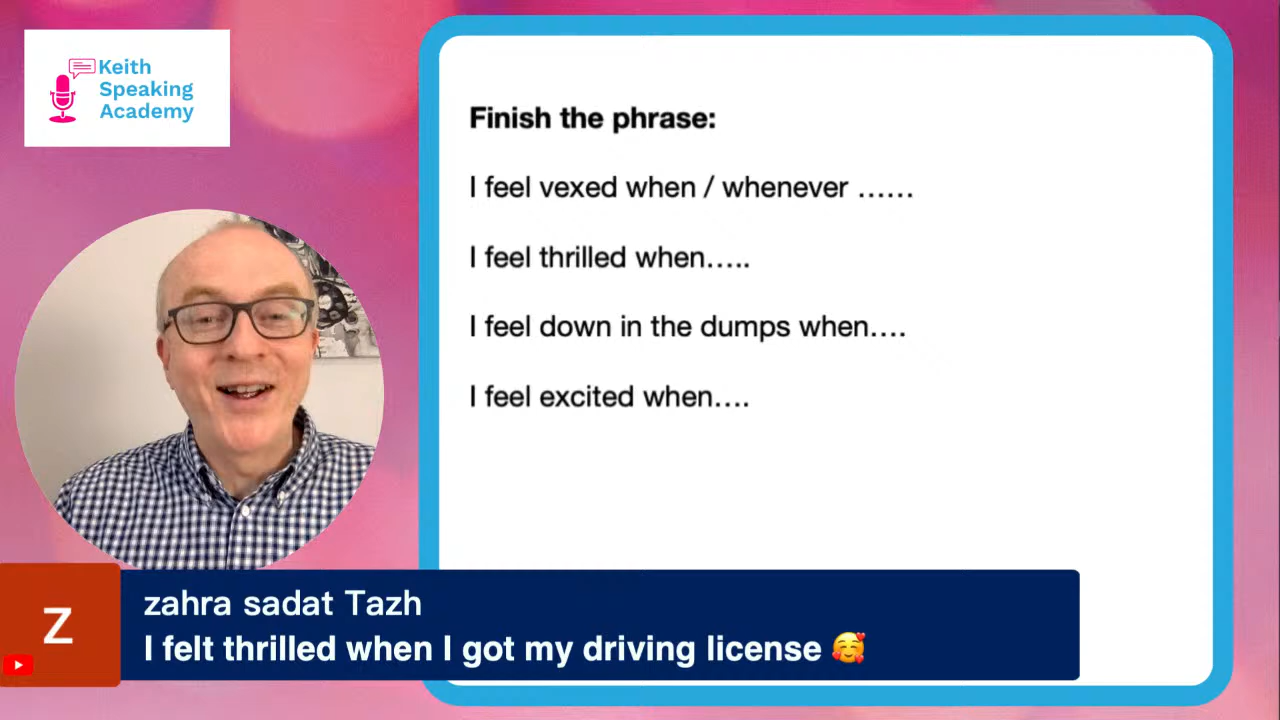 Keith
Speaking
Academy
Finish the phrase:
I feel vexed when / whenever ......
I feel thrilled when.....
I feel down in the dumps when....
I feel excited when....
Z
zahra sadat Tazh
I felt thrilled when I got my driving license 🥰